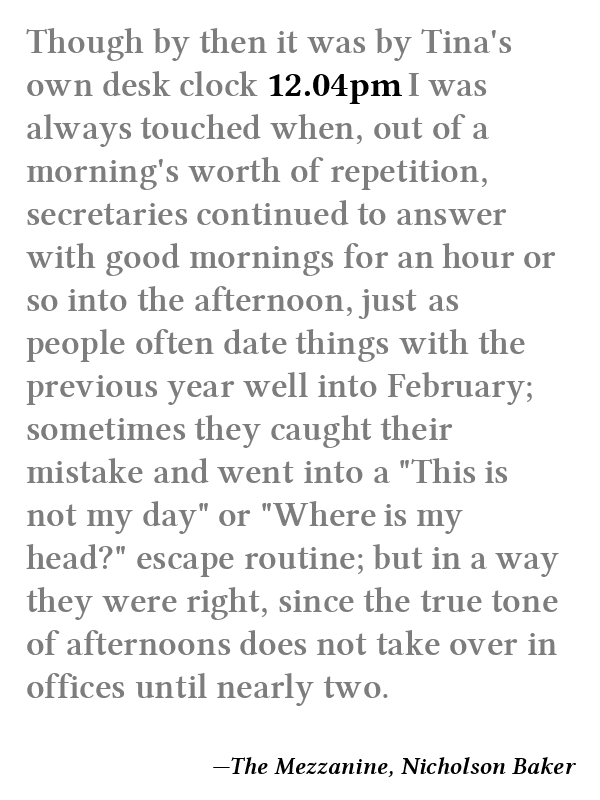 Though by then it was by Tina's
own desk clock 12.04pm I was
always touched when, out of a
morning's worth of repetition,
secretaries continued to answer
with good mornings for an hour or
so into the afternoon, just as
people often date things with the
previous year well into February;
sometimes they caught their
mistake and went into a "This is
not my day" or "Where is my
head?" escape routine; but in a way
they were right, since the true tone
of afternoons does not take over in
offices until nearly two.
—The Mezzanine, Nicholson Baker